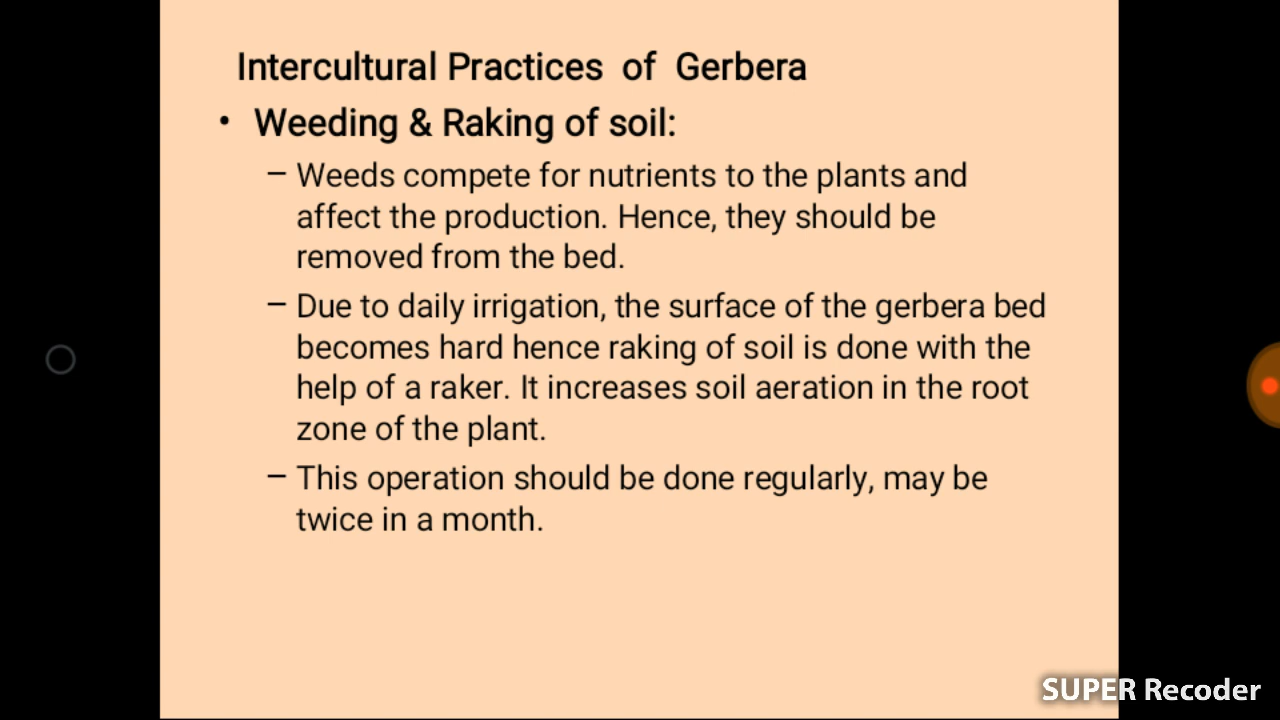 Intercultural Practices of Gerbera
• Weeding & Raking of soil:
– Weeds compete for nutrients to the plants and
affect the production. Hence, they should be
removed from the bed.
– Due to daily irrigation, the surface of the gerbera bed
becomes hard hence raking of soil is done with the
help of a raker. It increases soil aeration in the root
zone of the plant.
– This operation should be done regularly, may be
twice in a month.
SUPER Recoder